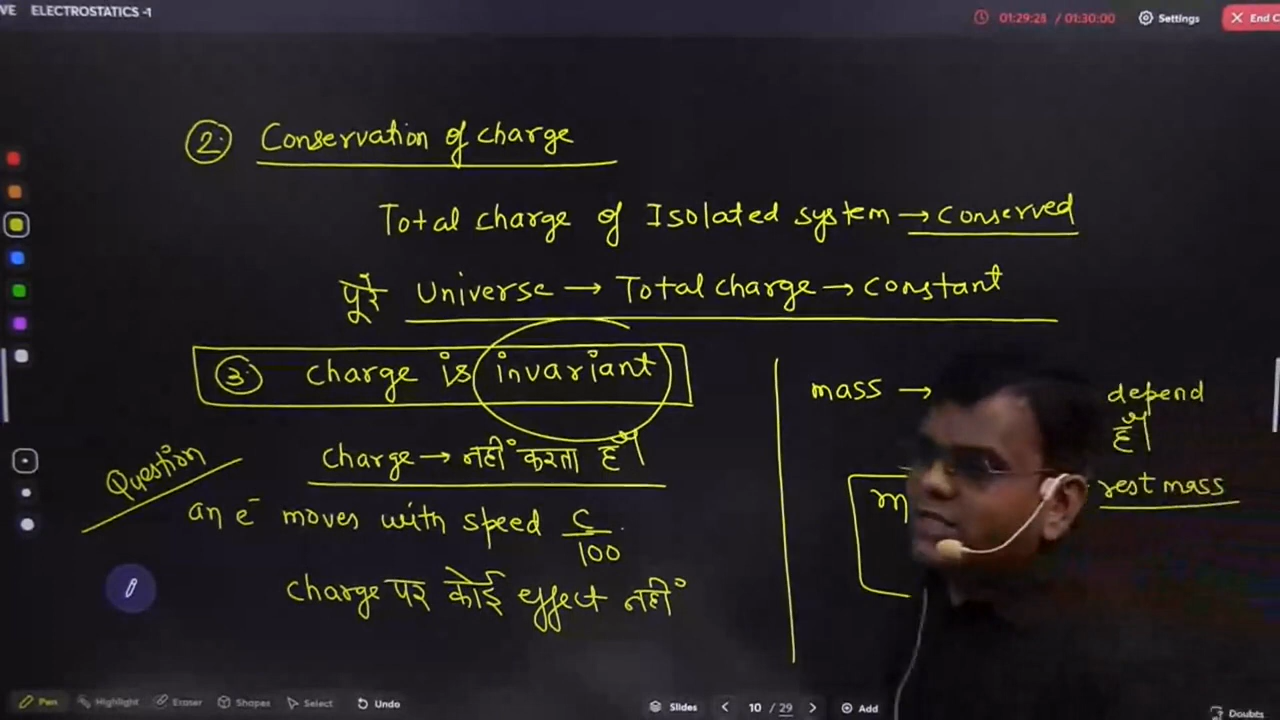 VE ELECTROSTATICS -1
01:29:28 / 01:30:00 Settings End C
② Conservation of charge
Total charge of Isolated system → conserved
पूरे Universe → Total charge → constant
③ Charge is invariant
mass → depend
है।
charge → नहीं करता है।
rest mass
m
Question
an e⁻ moves with speed c/100
charge पर कोई effect नहीं
Pen Highlight Eraser Shapes Select Undo Slides 10 / 29 Add Doubts